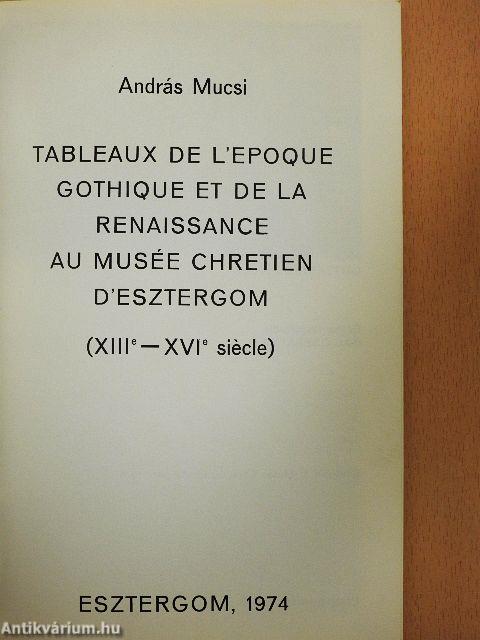 András Mucsi
TABLEAUX DE L'EPOQUE
GOTHIQUE ET DE LA
RENAISSANCE
AU MUSÉE CHRETIEN
D'ESZTERGOM
(XIIIe — XVIe siècle)
ESZTERGOM, 1974
Antikvárium.hu